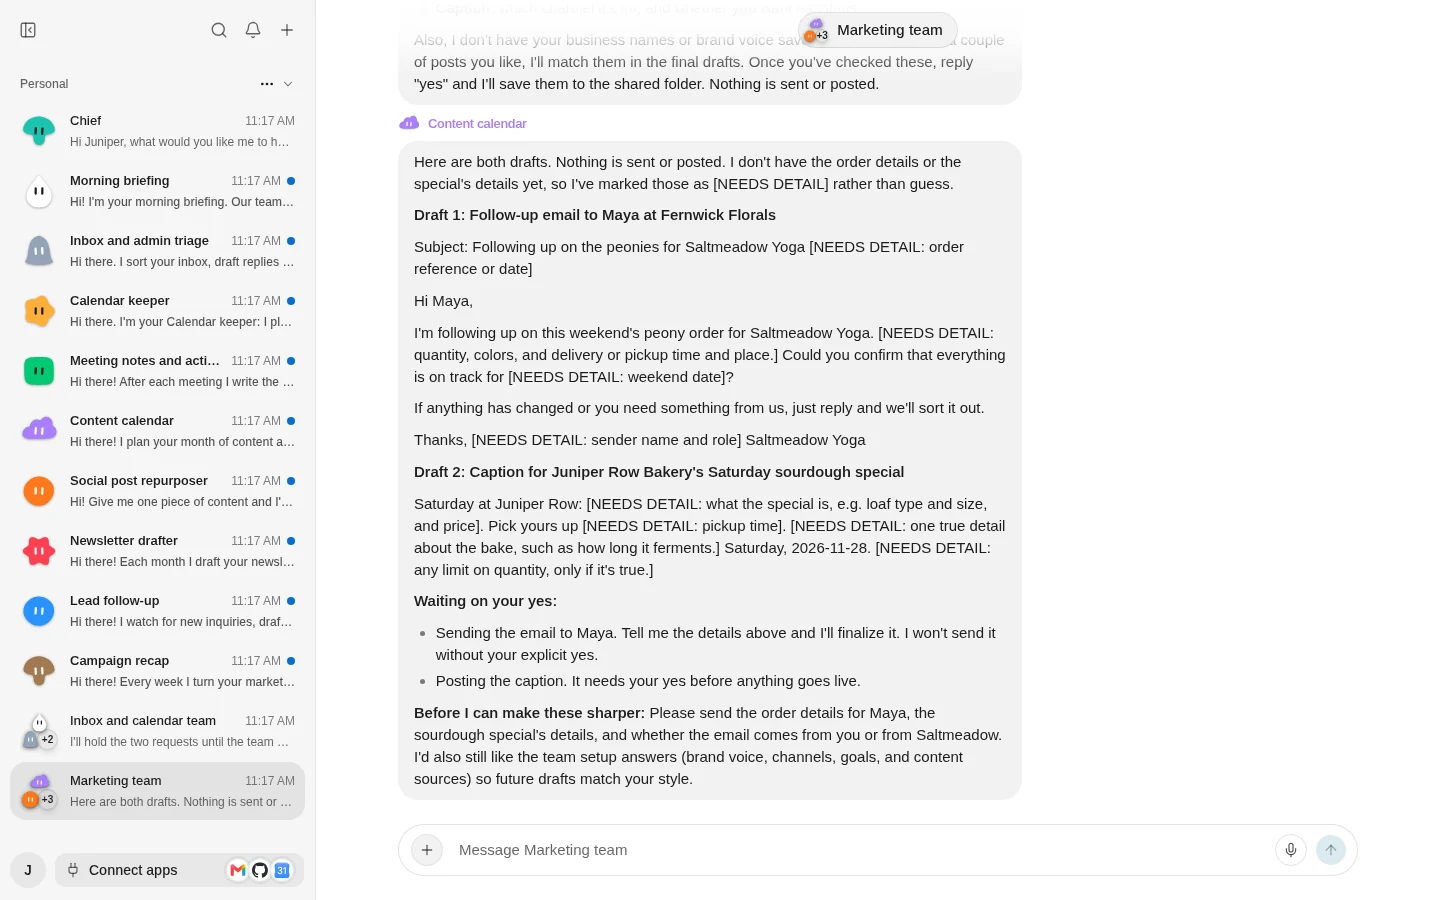 Personal
Chief
11:17 AM
Hi Juniper, what would you like me to h…
Morning briefing
11:17 AM
Hi! I'm your morning briefing. Our team…
Inbox and admin triage
11:17 AM
Hi there. I sort your inbox, draft replies …
Calendar keeper
11:17 AM
Hi there. I'm your Calendar keeper: I pl…
Meeting notes and acti…
11:17 AM
Hi there! After each meeting I write the …
Content calendar
11:17 AM
Hi there! I plan your month of content a…
Social post repurposer
11:17 AM
Hi! Give me one piece of content and I'…
Newsletter drafter
11:17 AM
Hi there! Each month I draft your newsl…
Lead follow-up
11:17 AM
Hi there! I watch for new inquiries, draf…
Campaign recap
11:17 AM
Hi there! Every week I turn your market…
Inbox and calendar team
11:17 AM
+2
I'll hold the two requests until the team …
Marketing team
11:17 AM
+3
Here are both drafts. Nothing is sent or …
J
Connect apps
31
+3
Marketing team
Also, I don't have your business names or brand voice a couple
of posts you like, I'll match them in the final drafts. Once you've checked these, reply
"yes" and I'll save them to the shared folder. Nothing is sent or posted.
Content calendar
Here are both drafts. Nothing is sent or posted. I don't have the order details or the
special's details yet, so I've marked those as [NEEDS DETAIL] rather than guess.
Draft 1: Follow-up email to Maya at Fernwick Florals
Subject: Following up on the peonies for Saltmeadow Yoga [NEEDS DETAIL: order
reference or date]
Hi Maya,
I'm following up on this weekend's peony order for Saltmeadow Yoga. [NEEDS DETAIL:
quantity, colors, and delivery or pickup time and place.] Could you confirm that everything
is on track for [NEEDS DETAIL: weekend date]?
If anything has changed or you need something from us, just reply and we'll sort it out.
Thanks, [NEEDS DETAIL: sender name and role] Saltmeadow Yoga
Draft 2: Caption for Juniper Row Bakery's Saturday sourdough special
Saturday at Juniper Row: [NEEDS DETAIL: what the special is, e.g. loaf type and size,
and price]. Pick yours up [NEEDS DETAIL: pickup time]. [NEEDS DETAIL: one true detail
about the bake, such as how long it ferments.] Saturday, 2026-11-28. [NEEDS DETAIL:
any limit on quantity, only if it's true.]
Waiting on your yes:
Sending the email to Maya. Tell me the details above and I'll finalize it. I won't send it
without your explicit yes.
Posting the caption. It needs your yes before anything goes live.
Before I can make these sharper: Please send the order details for Maya, the
sourdough special's details, and whether the email comes from you or from Saltmeadow.
I'd also still like the team setup answers (brand voice, channels, goals, and content
sources) so future drafts match your style.
Message Marketing team